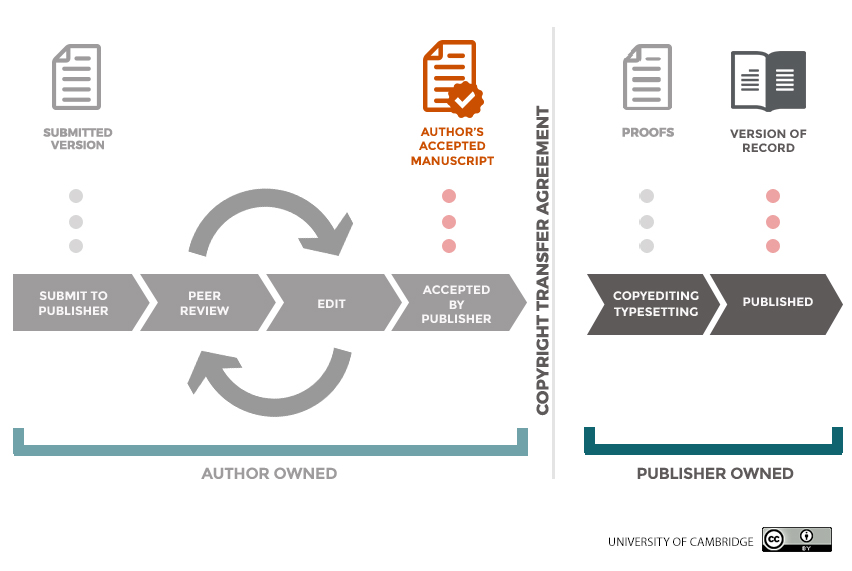 SUBMITTED
VERSION
AUTHOR'S
ACCEPTED
MANUSCRIPT
COPYRIGHT TRANSFER AGREEMENT
PROOFS
VERSION OF
RECORD
SUBMIT TO
PUBLISHER
PEER
REVIEW
EDIT
ACCEPTED
BY
PUBLISHER
COPYEDITING
TYPESETTING
PUBLISHED
AUTHOR OWNED
PUBLISHER OWNED
UNIVERSITY OF CAMBRIDGE
cc
BY